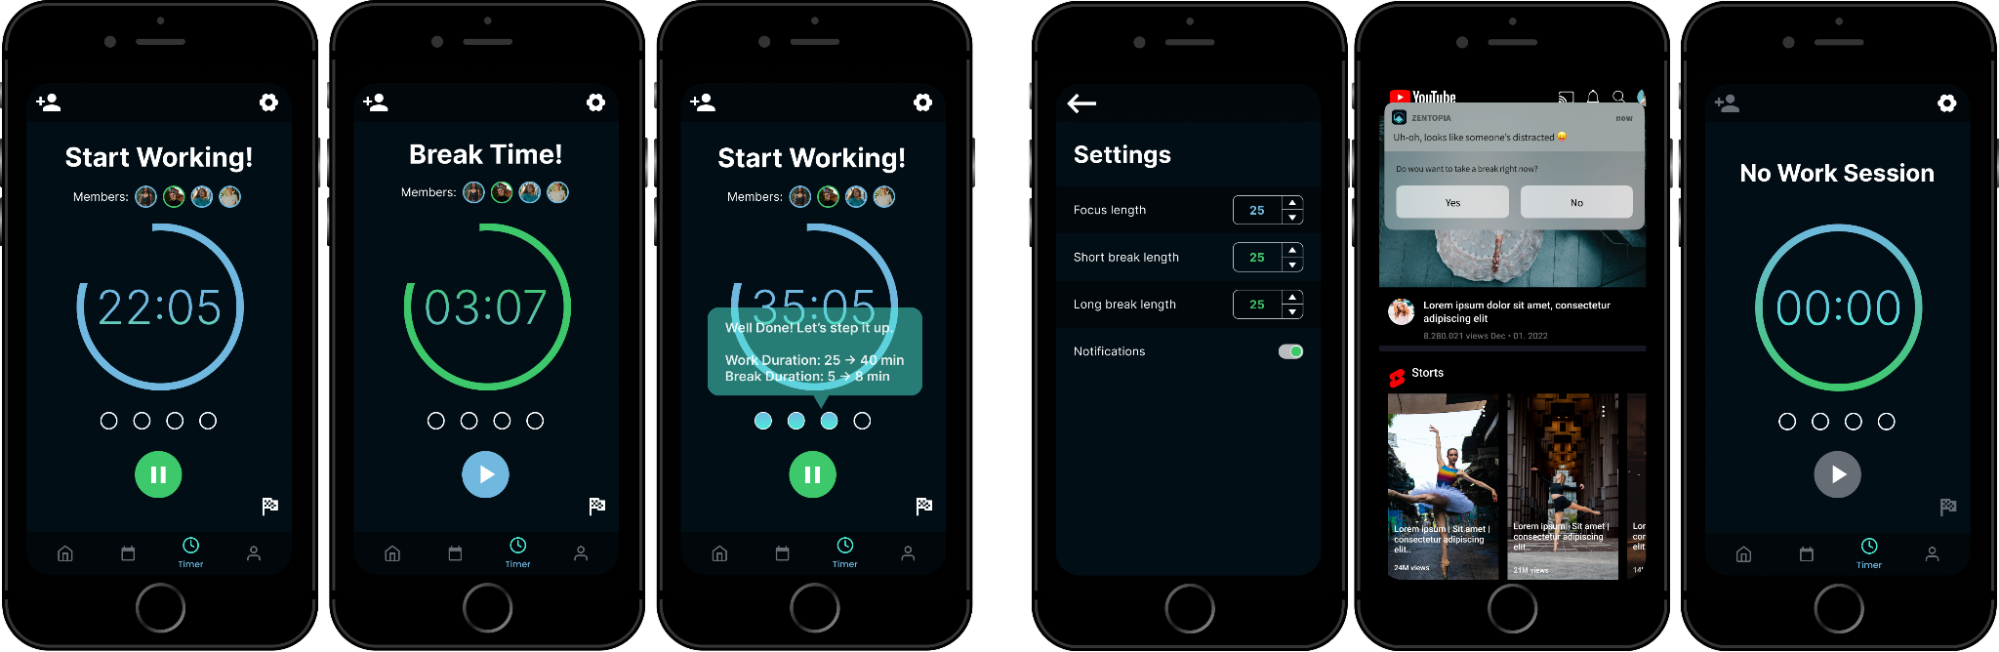 Start Working!
Members:
22:05
Timer
Break Time!
Members:
03:07
Timer
Start Working!
Members:
35:05
Well Done! Let's step it up.
Work Duration: 25 → 40 min
Break Duration: 5 → 8 min
Timer
Settings
Focus length 25
Short break length 25
Long break length 25
Notifications
YouTube
ZENTOPIA now
Uh-oh, looks like someone's distracted 😛
Do wou want to take a break right now?
Yes No
Lorem ipsum dolor sit amet, consectetur
adipiscing elit
8.280.021 views Dec • 01. 2022
Storts
Lorem ipsum | Sit amet |
consectetur adipiscing
elit..
24M views
Lorem ipsum | Sit amet |
consectetur adipiscing
elit..
21M views
Lor
con
elit
14'
No Work Session
00:00
Timer